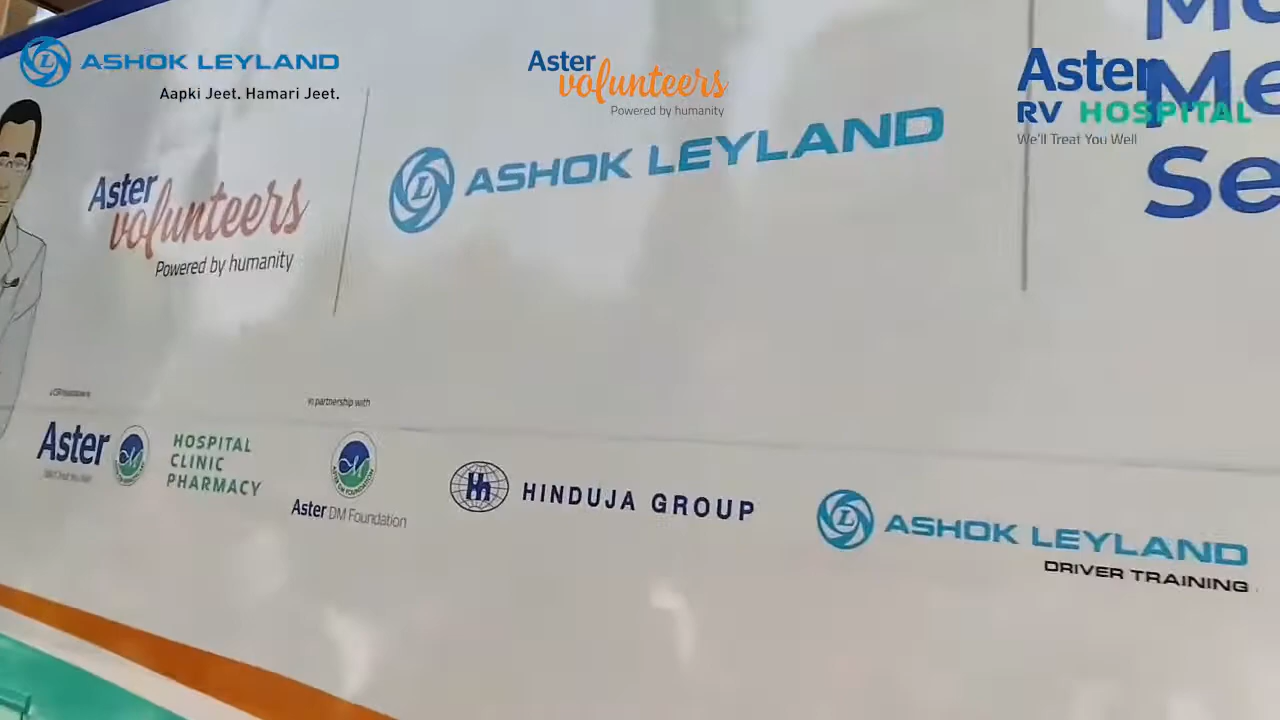 ASHOK LEYLAND
Aapki Jeet. Hamari Jeet.
Aster
volunteers
Powered by humanity
Aster
RV HOSPITAL
We'll Treat You Well
Aster
volunteers
Powered by humanity
ASHOK LEYLAND
Me
Se
In partnership with
Aster
HOSPITAL
CLINIC
PHARMACY
Aster DM Foundation
HINDUJA GROUP
ASHOK LEYLAND
DRIVER TRAINING